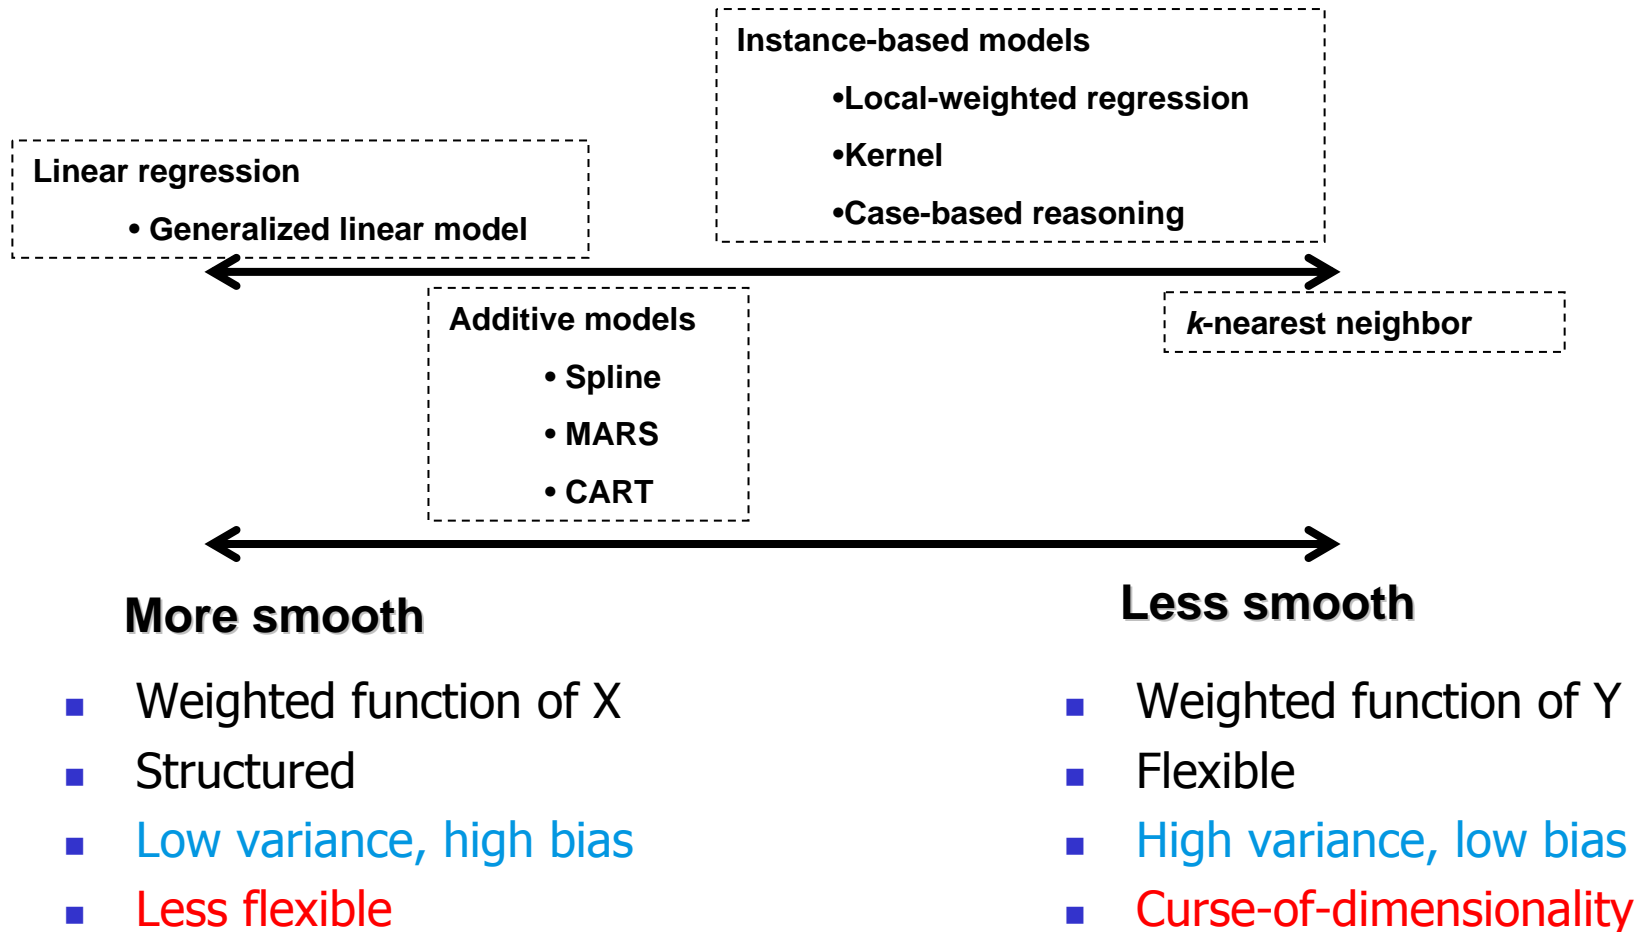 Instance-based models
•Local-weighted regression
•Kernel
•Case-based reasoning
Linear regression
• Generalized linear model
Additive models
• Spline
• MARS
• CART
k-nearest neighbor
More smooth
▪ Weighted function of X
▪ Structured
▪ Low variance, high bias
▪ Less flexible
Less smooth
▪ Weighted function of Y
▪ Flexible
▪ High variance, low bias
▪ Curse-of-dimensionality